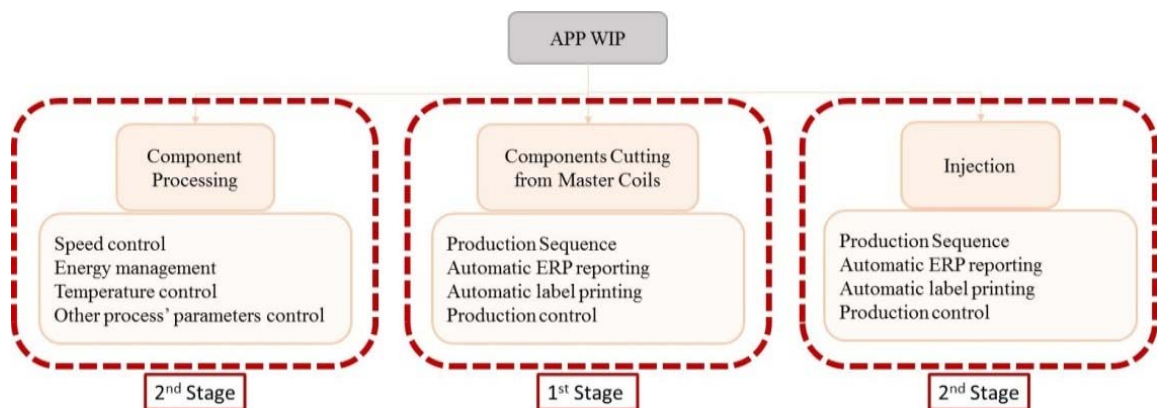 APP WIP
Component
Processing
Speed control
Energy management
Temperature control
Other process’ parameters control
2nd Stage
Components Cutting
from Master Coils
Production Sequence
Automatic ERP reporting
Automatic label printing
Production control
1st Stage
Injection
Production Sequence
Automatic ERP reporting
Automatic label printing
Production control
2nd Stage